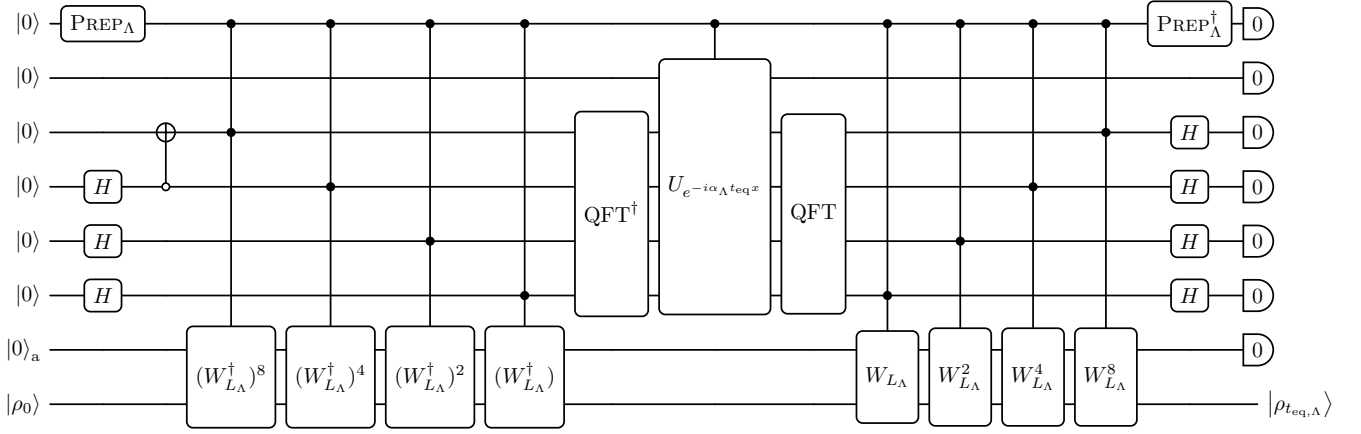 |0⟩ PREP_Λ PREP_Λ^† 0
|0⟩ 0
|0⟩ H 0
|0⟩ H H 0
|0⟩ H H 0
|0⟩ H H 0
QFT^† U_{e^{-iα_Λ t_eq x}} QFT
|0⟩_a (W_{L_Λ}^†)^8 (W_{L_Λ}^†)^4 (W_{L_Λ}^†)^2 (W_{L_Λ}^†) W_{L_Λ} W_{L_Λ}^2 W_{L_Λ}^4 W_{L_Λ}^8 0
|ρ_0⟩ |ρ_{t_{eq,Λ}}⟩